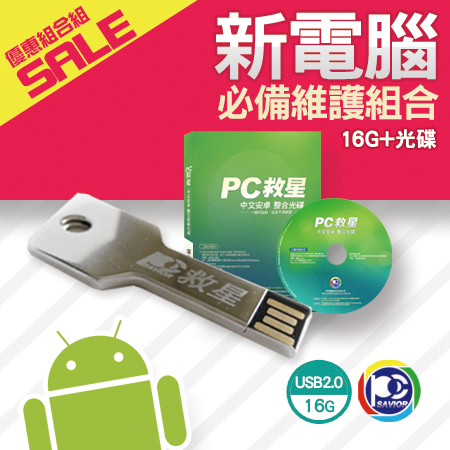 優惠組合組
SALE
新電腦
必備維護組合
16G+光碟
PC救星
中文安卓 整合光碟
PC救星
中文安卓 整合光碟
救星
USB2.0
16G
PC
SAVIOR